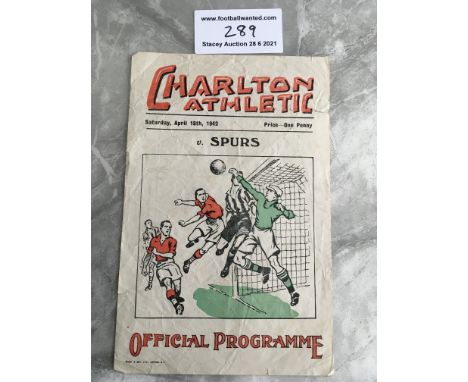 www.footballwanted.com
289
Stacey Auction 28 6 2021
CHARLTON
ATHLETIC
Saturday, April 18th, 1942 Price—One Penny
v. SPURS
OFFICIAL PROGRAMME